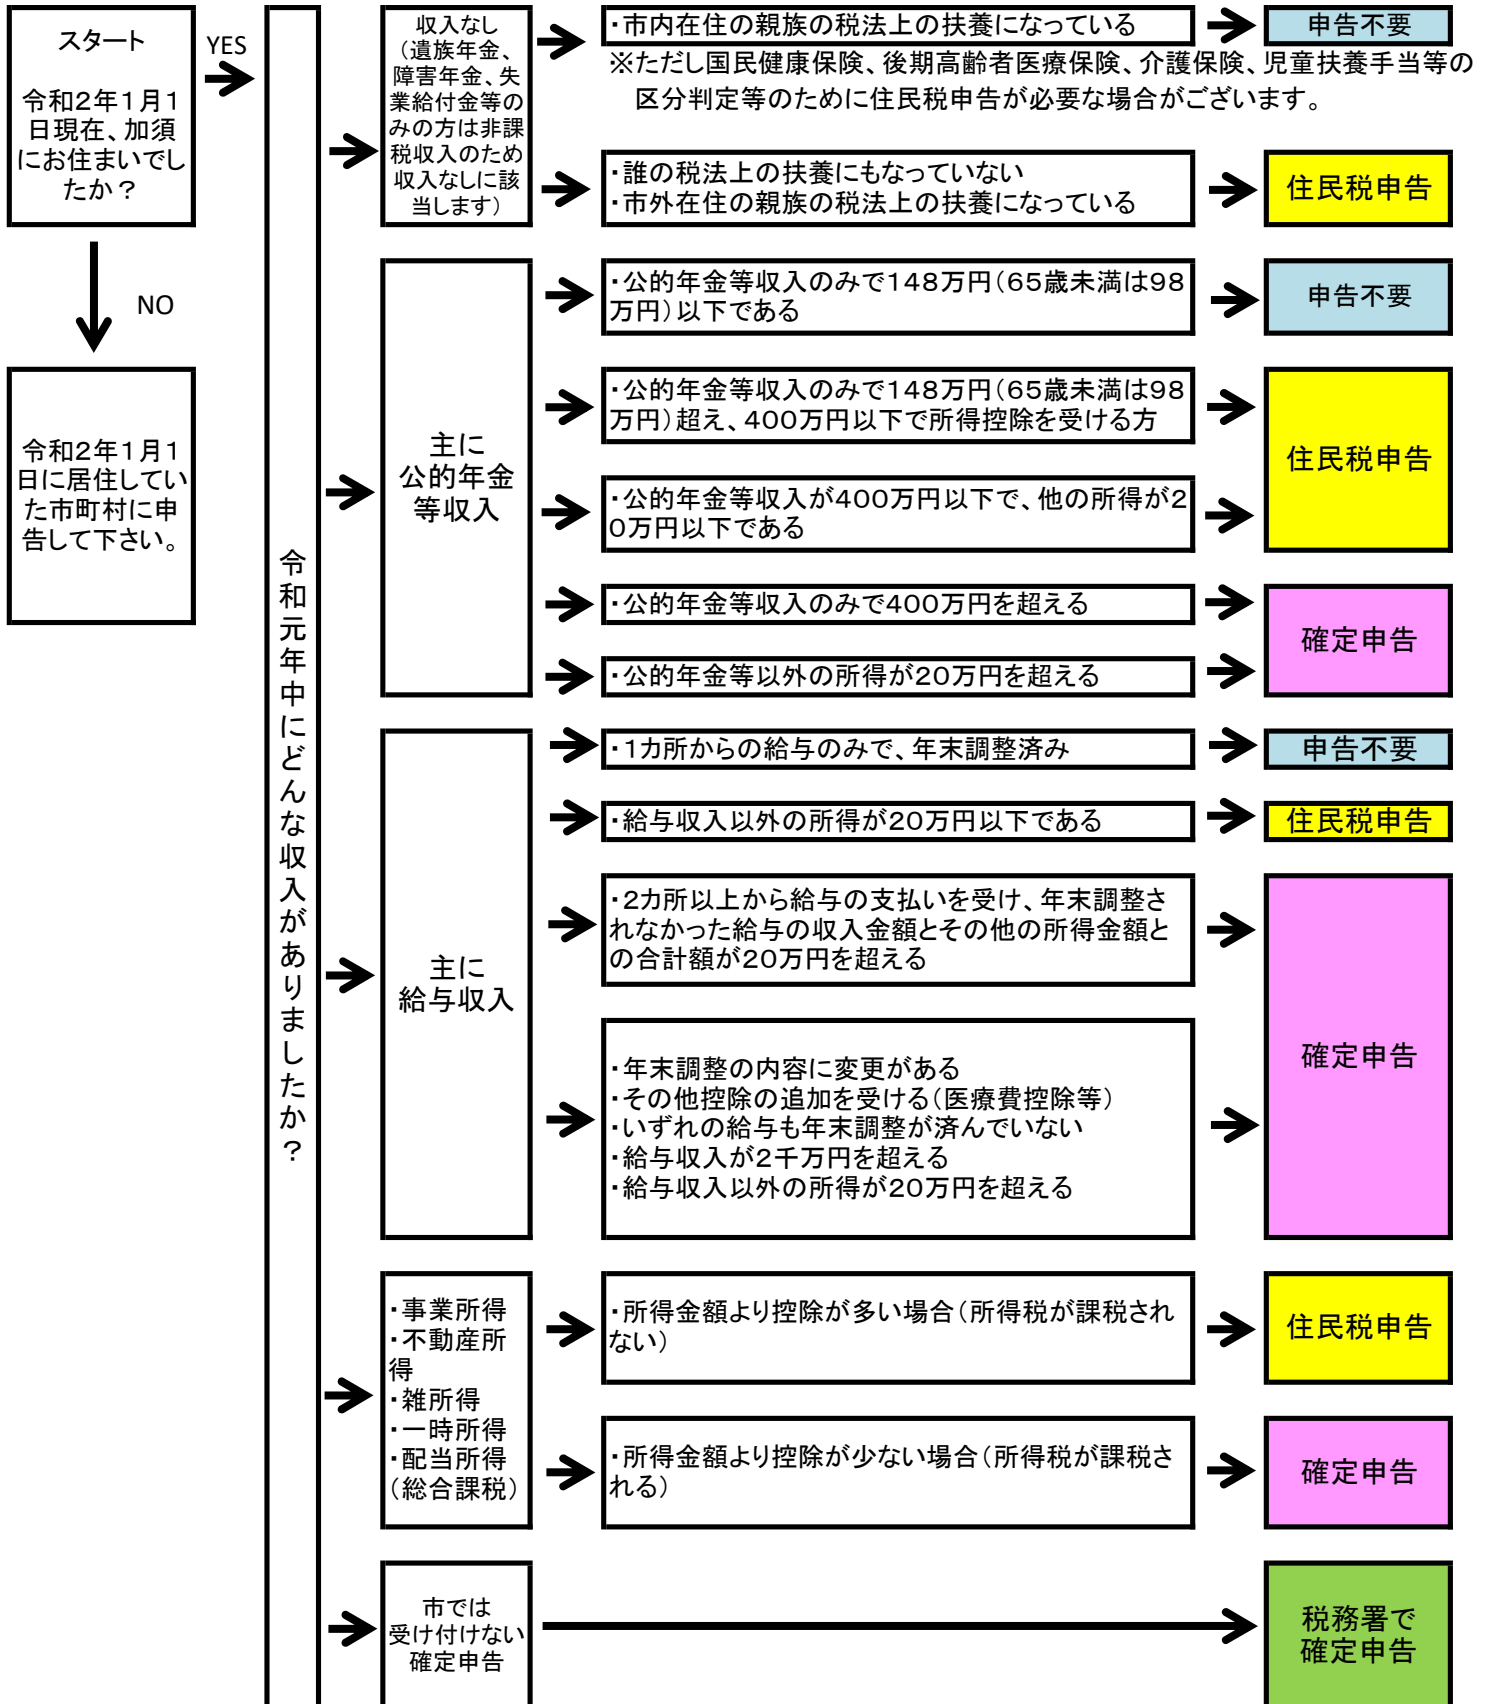 スタート
令和2年1月1
日現在、加須
にお住まいでし
たか？
YES
NO
令和2年1月1
日に居住してい
た市町村に申
告して下さい。
令和元年中にどんな収入がありましたか？
収入なし
（遺族年金、
障害年金、失
業給付金等の
みの方は非課
税収入のため
収入なしに該
当します）
・市内在住の親族の税法上の扶養になっている
申告不要
※ただし国民健康保険、後期高齢者医療保険、介護保険、児童扶養手当等の
区分判定等のために住民税申告が必要な場合がございます。
・誰の税法上の扶養にもなっていない
・市外在住の親族の税法上の扶養になっている
住民税申告
主に
公的年金
等収入
・公的年金等収入のみで148万円（65歳未満は98
万円）以下である
申告不要
・公的年金等収入のみで148万円（65歳未満は98
万円）超え、400万円以下で所得控除を受ける方
・公的年金等収入が400万円以下で、他の所得が2
0万円以下である
住民税申告
・公的年金等収入のみで400万円を超える
・公的年金等以外の所得が20万円を超える
確定申告
主に
給与収入
・1カ所からの給与のみで、年末調整済み
申告不要
・給与収入以外の所得が20万円以下である
住民税申告
・2カ所以上から給与の支払いを受け、年末調整さ
れなかった給与の収入金額とその他の所得金額と
の合計額が20万円を超える
・年末調整の内容に変更がある
・その他控除の追加を受ける（医療費控除等）
・いずれの給与も年末調整が済んでいない
・給与収入が2千万円を超える
・給与収入以外の所得が20万円を超える
確定申告
・事業所得
・不動産所
得
・雑所得
・一時所得
・配当所得
（総合課税）
・所得金額より控除が多い場合（所得税が課税され
ない）
住民税申告
・所得金額より控除が少ない場合（所得税が課税さ
れる）
確定申告
市では
受け付けない
確定申告
税務署で
確定申告